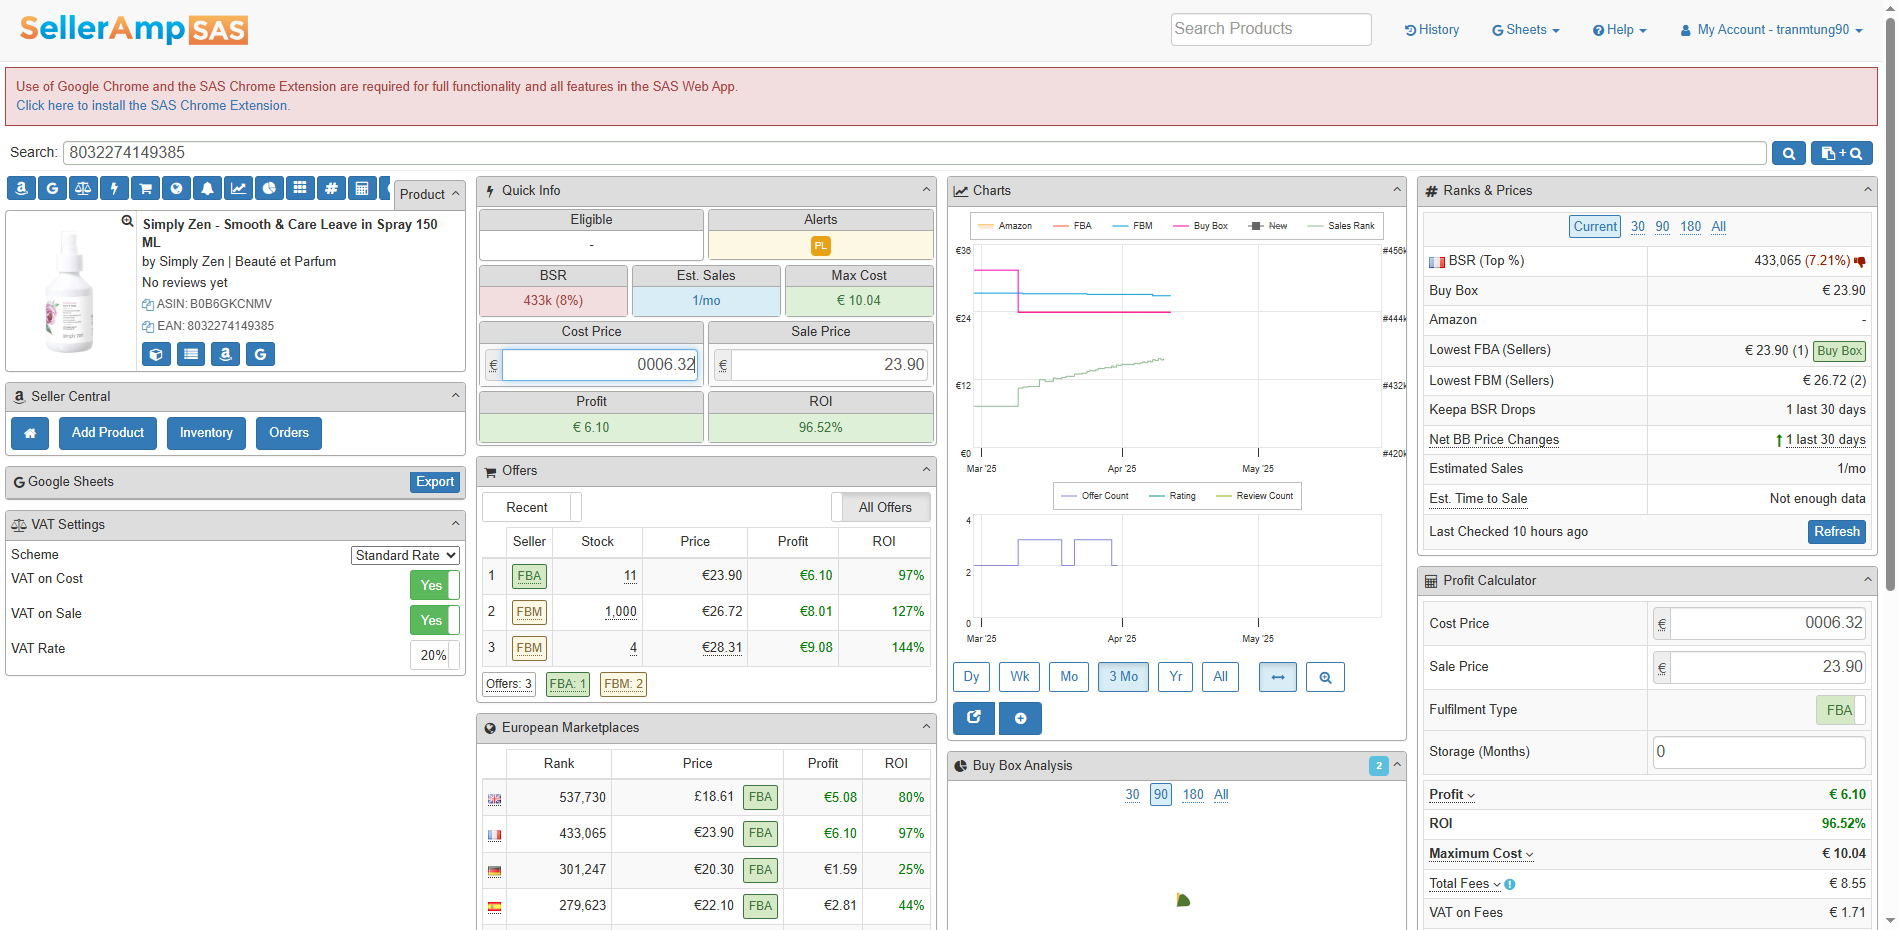 SellerAmp SAS
Search Products
History
Sheets
Help
My Account - tranmtung90
Use of Google Chrome and the SAS Chrome Extension are required for full functionality and all features in the SAS Web App.
Click here to install the SAS Chrome Extension.
Search: 8032274149385
+
Product
Simply Zen - Smooth & Care Leave in Spray 150
ML
by Simply Zen | Beauté et Parfum
No reviews yet
ASIN: B0B6GKCNMV
EAN: 8032274149385
Seller Central
Add Product Inventory Orders
Google Sheets Export
VAT Settings
Scheme Standard Rate
VAT on Cost Yes
VAT on Sale Yes
VAT Rate 20%
Quick Info
Eligible Alerts
- PL
BSR Est. Sales Max Cost
433k (8%) 1/mo € 10.04
Cost Price Sale Price
€ 0006.32 € 23.90
Profit ROI
€ 6.10 96.52%
Offers
Recent All Offers
Seller Stock Price Profit ROI
1 FBA 11 €23.90 €6.10 97%
2 FBM 1,000 €26.72 €8.01 127%
3 FBM 4 €28.31 €9.08 144%
Offers: 3 FBA: 1 FBM: 2
European Marketplaces
Rank Price Profit ROI
537,730 £18.61 FBA €5.08 80%
433,065 €23.90 FBA €6.10 97%
301,247 €20.30 FBA €1.59 25%
279,623 €22.10 FBA €2.81 44%
Charts
Amazon FBA FBM Buy Box New Sales Rank
€36 #456k
€24 #444k
€12 #432k
€0 #420k
Mar '25 Apr '25 May '25
Offer Count Rating Review Count
4
2
0
Mar '25 Apr '25 May '25
Dy Wk Mo 3 Mo Yr All
Buy Box Analysis 2
30 90 180 All
Ranks & Prices
Current 30 90 180 All
BSR (Top %) 433,065 (7.21%)
Buy Box € 23.90
Amazon -
Lowest FBA (Sellers) € 23.90 (1) Buy Box
Lowest FBM (Sellers) € 26.72 (2)
Keepa BSR Drops 1 last 30 days
Net BB Price Changes 1 last 30 days
Estimated Sales 1/mo
Est. Time to Sale Not enough data
Last Checked 10 hours ago Refresh
Profit Calculator
Cost Price € 0006.32
Sale Price € 23.90
Fulfilment Type FBA
Storage (Months) 0
Profit € 6.10
ROI 96.52%
Maximum Cost € 10.04
Total Fees € 8.55
VAT on Fees € 1.71